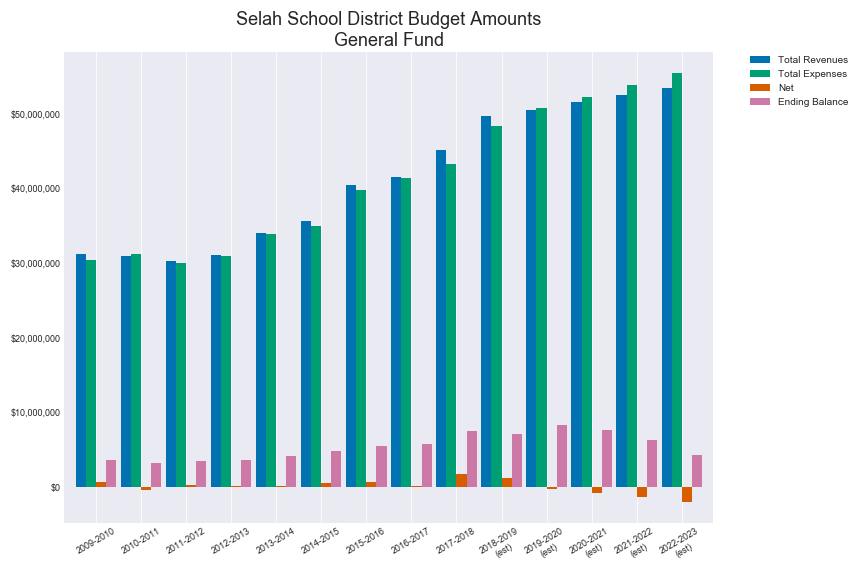 Selah School District Budget Amounts
General Fund
Total Revenues
Total Expenses
Net
Ending Balance
$50,000,000
$40,000,000
$30,000,000
$20,000,000
$10,000,000
$0
2009-2010
2010-2011
2011-2012
2012-2013
2013-2014
2014-2015
2015-2016
2016-2017
2017-2018
2018-2019
(est)
2019-2020
(est)
2020-2021
(est)
2021-2022
(est)
2022-2023
(est)